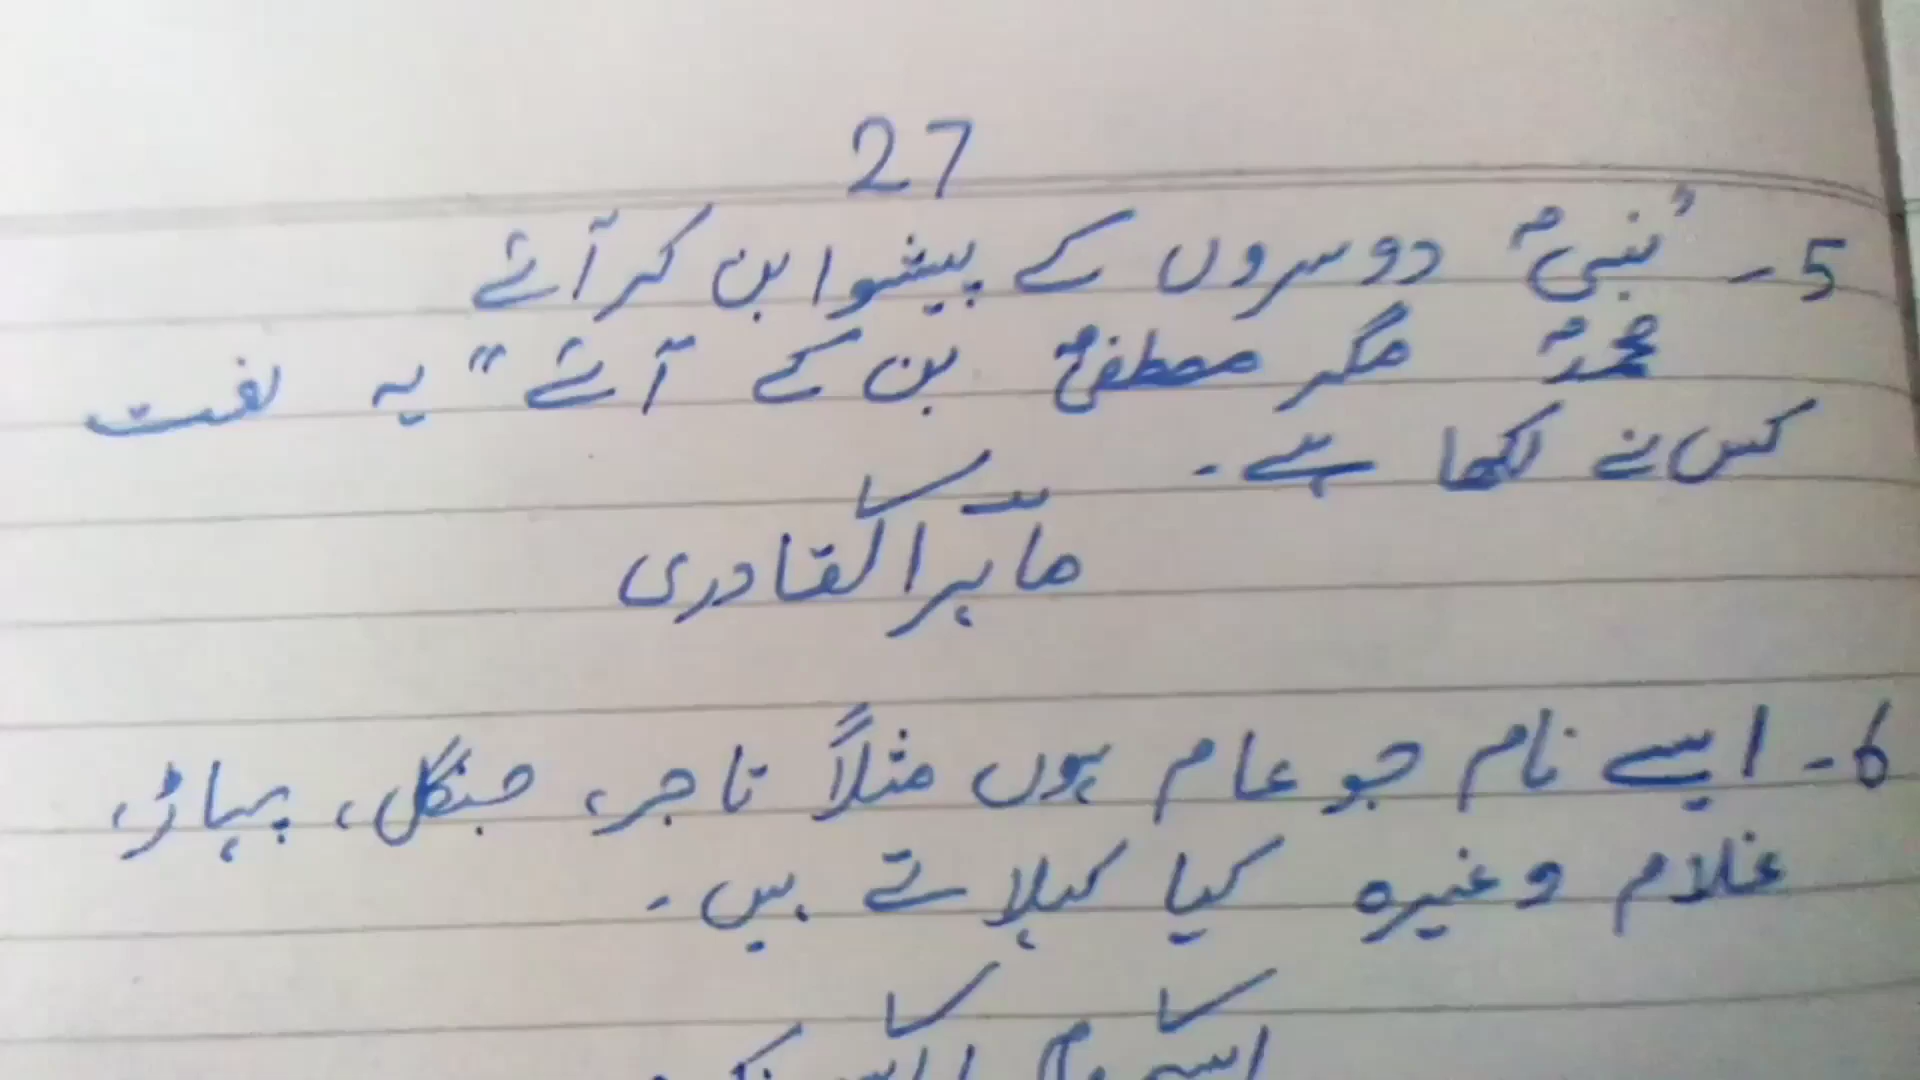 27
5- "نبیؐ دوسروں کے پیشوا بن کر آئے
محمدؐ مگر مصطفیؐ بن کے آئے" یہ نعت
کس نے لکھا ہے۔
ماہر القادری
6- ایسے نام جو عام ہوں مثلاً تاجر، جنگل، پہاڑ،
غلام وغیرہ کیا کہلاتے ہیں۔